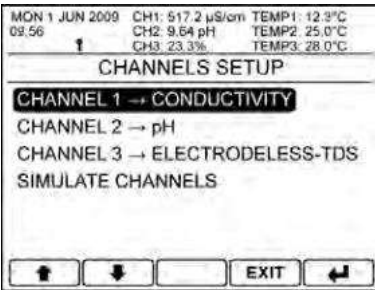 MON 1 JUN 2009 CH1: 517.2 µS/cm TEMP1: 12.3°C
09:56 CH2: 9.64 pH TEMP2: 25.0°C
CH3: 23.3% TEMP3: 28.0°C
CHANNELS SETUP
CHANNEL 1 → CONDUCTIVITY
CHANNEL 2 → pH
CHANNEL 3 → ELECTRODELESS-TDS
SIMULATE CHANNELS
EXIT